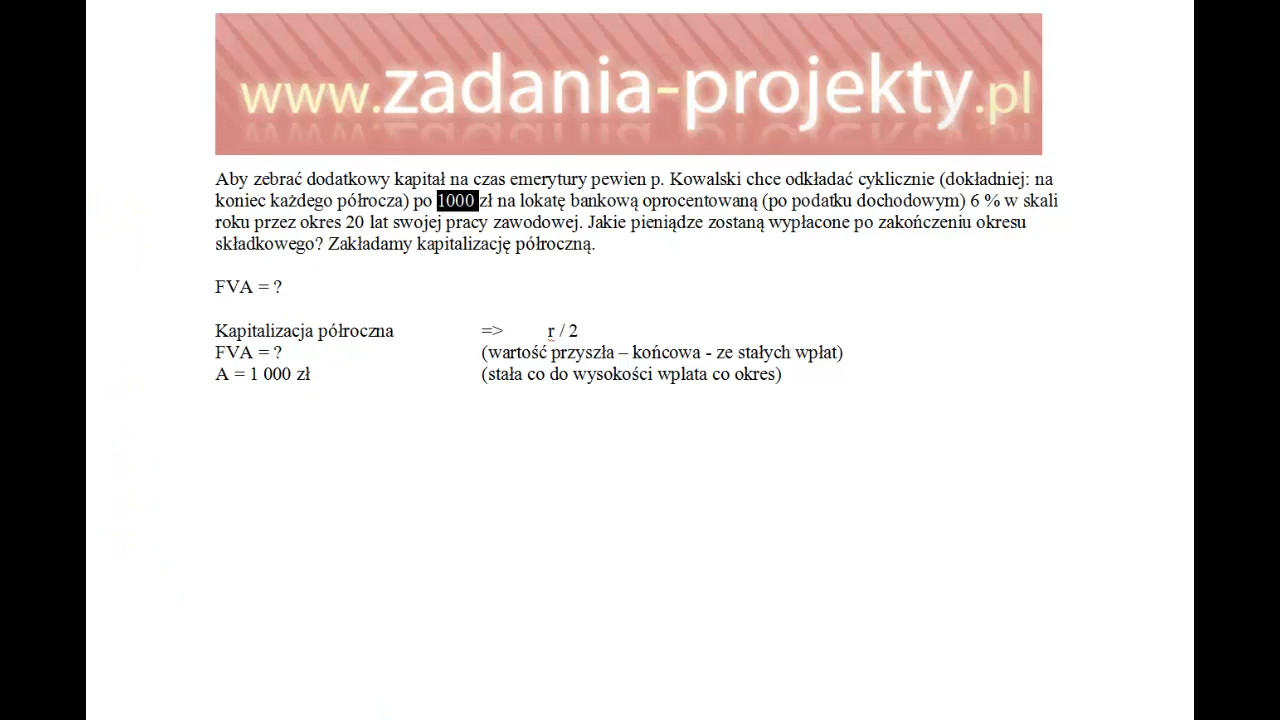 www.zadania-projekty.pl
Aby zebrać dodatkowy kapitał na czas emerytury pewien p. Kowalski chce odkładać cyklicznie (dokładniej: na
koniec każdego półrocza) po 1000 zł na lokatę bankową oprocentowaną (po podatku dochodowym) 6 % w skali
roku przez okres 20 lat swojej pracy zawodowej. Jakie pieniądze zostaną wypłacone po zakończeniu okresu
składkowego? Zakładamy kapitalizację półroczną.
FVA = ?
Kapitalizacja półroczna => r / 2
FVA = ? (wartość przyszła – końcowa - ze stałych wpłat)
A = 1 000 zł (stała co do wysokości wplata co okres)